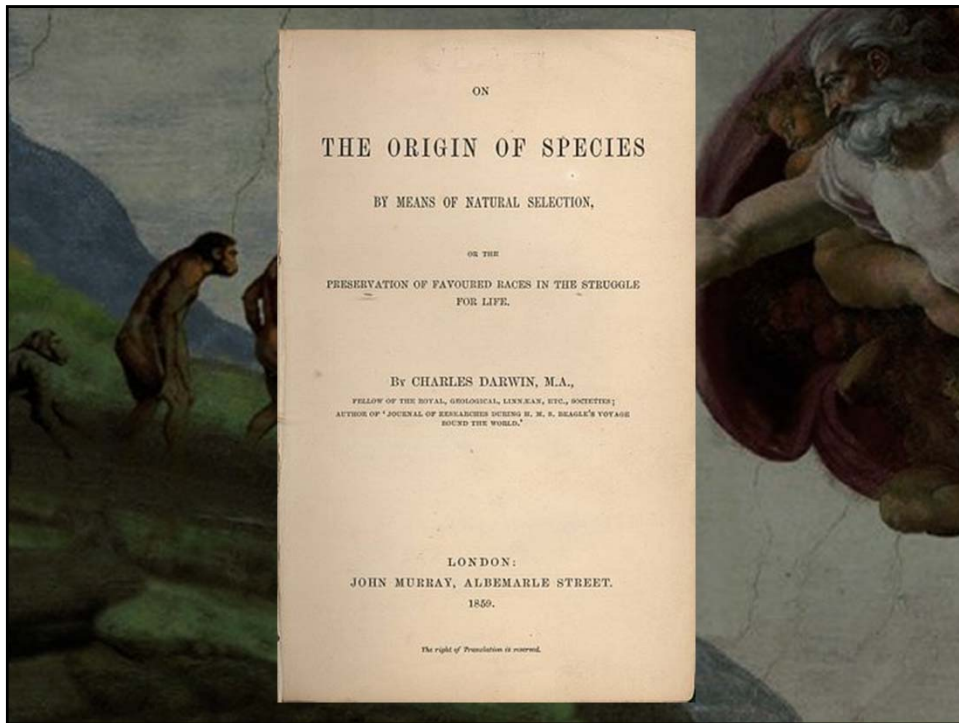 ON
THE ORIGIN OF SPECIES
BY MEANS OF NATURAL SELECTION,
OR THE
PRESERVATION OF FAVOURED RACES IN THE STRUGGLE
FOR LIFE.
BY CHARLES DARWIN, M.A.,
FELLOW OF THE ROYAL, GEOLOGICAL, LINNÆAN, ETC., SOCIETIES;
AUTHOR OF 'JOURNAL OF RESEARCHES DURING H. M. S. BEAGLE'S VOYAGE
ROUND THE WORLD.'
LONDON:
JOHN MURRAY, ALBEMARLE STREET.
1859.
The right of Translation is reserved.